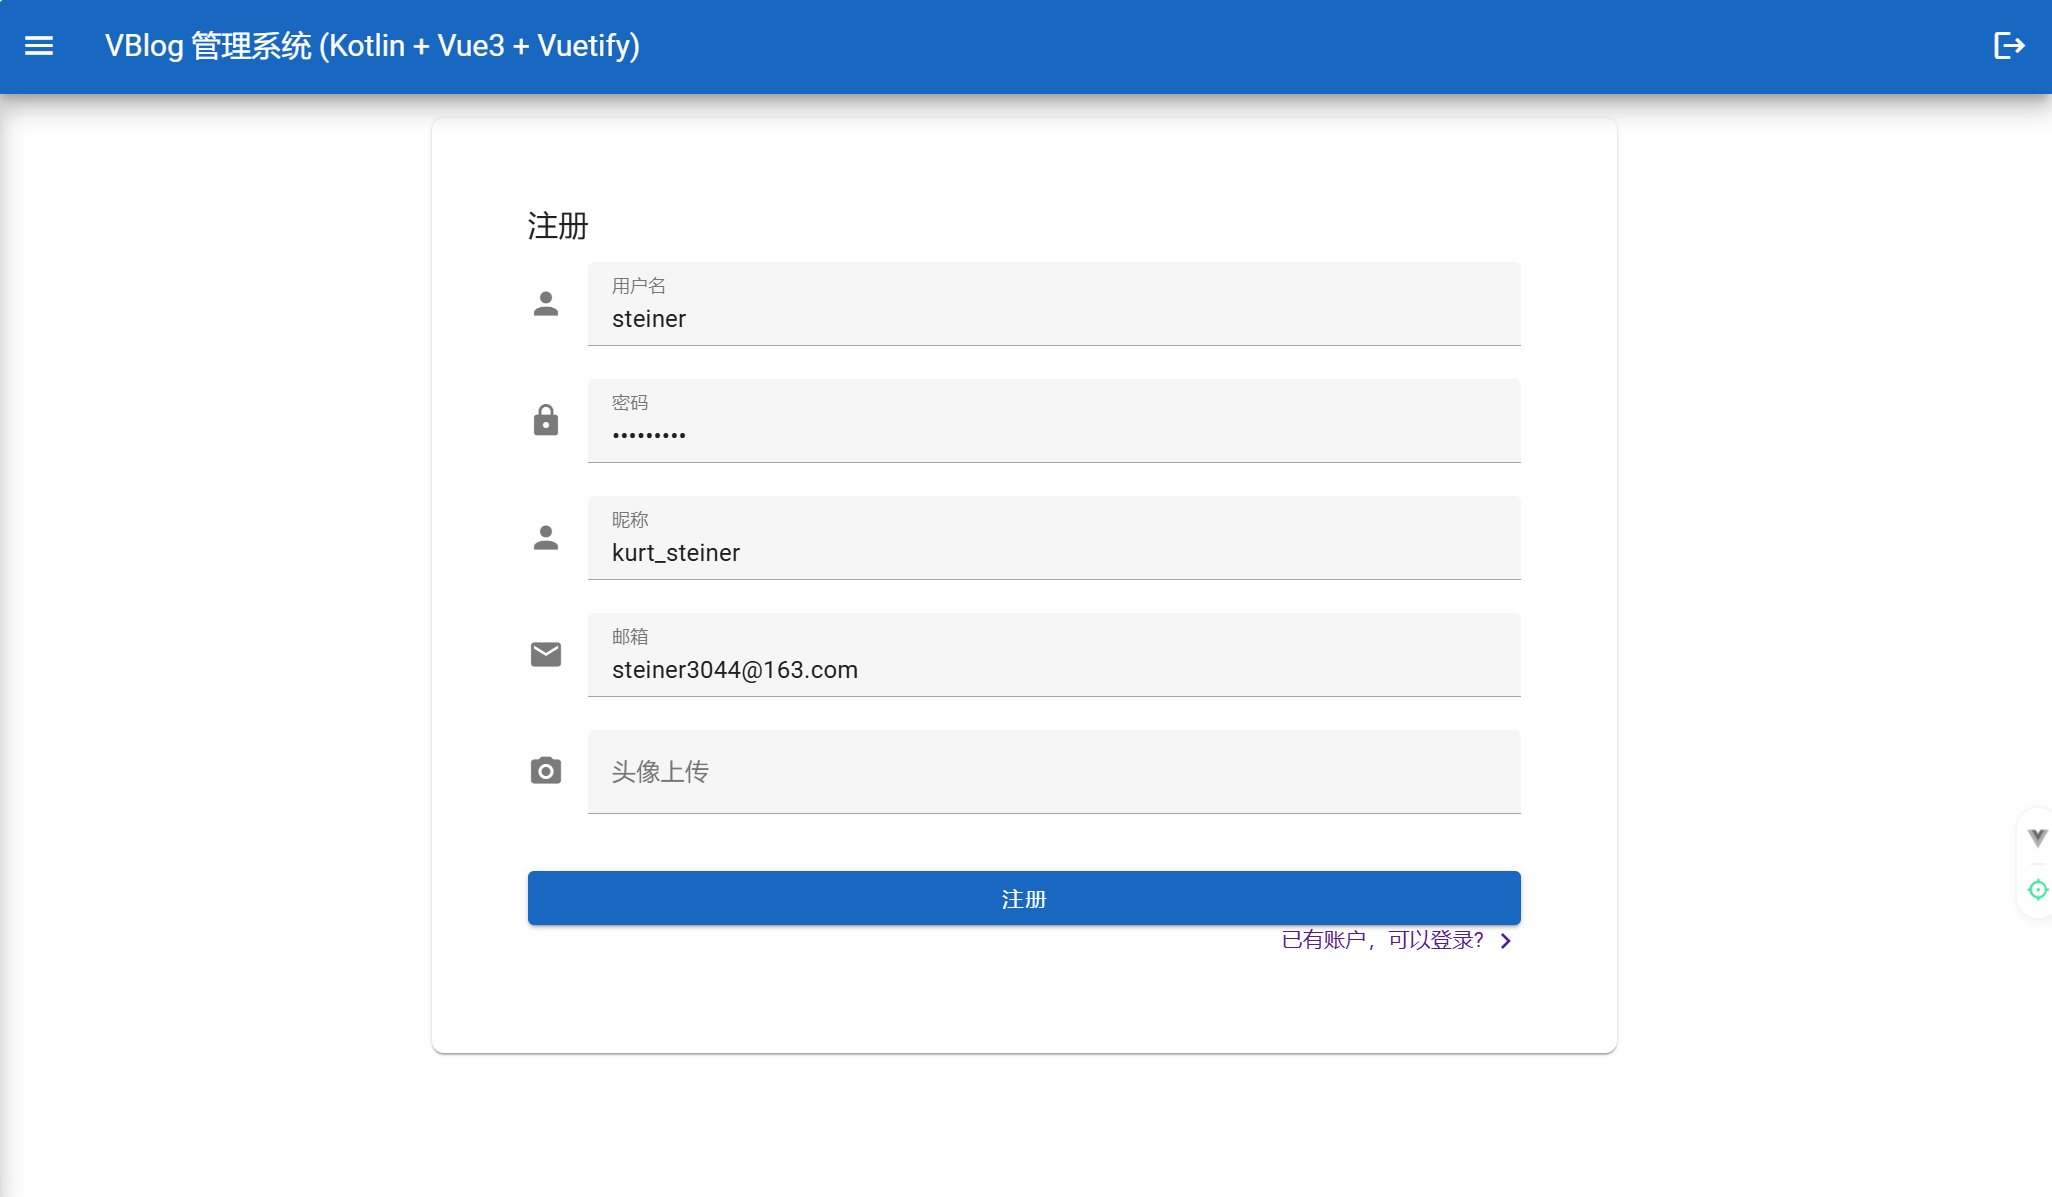 VBlog 管理系统 (Kotlin + Vue3 + Vuetify)
注册
用户名
steiner
密码
•••••••••
昵称
kurt_steiner
邮箱
steiner3044@163.com
头像上传
注册
已有账户，可以登录?